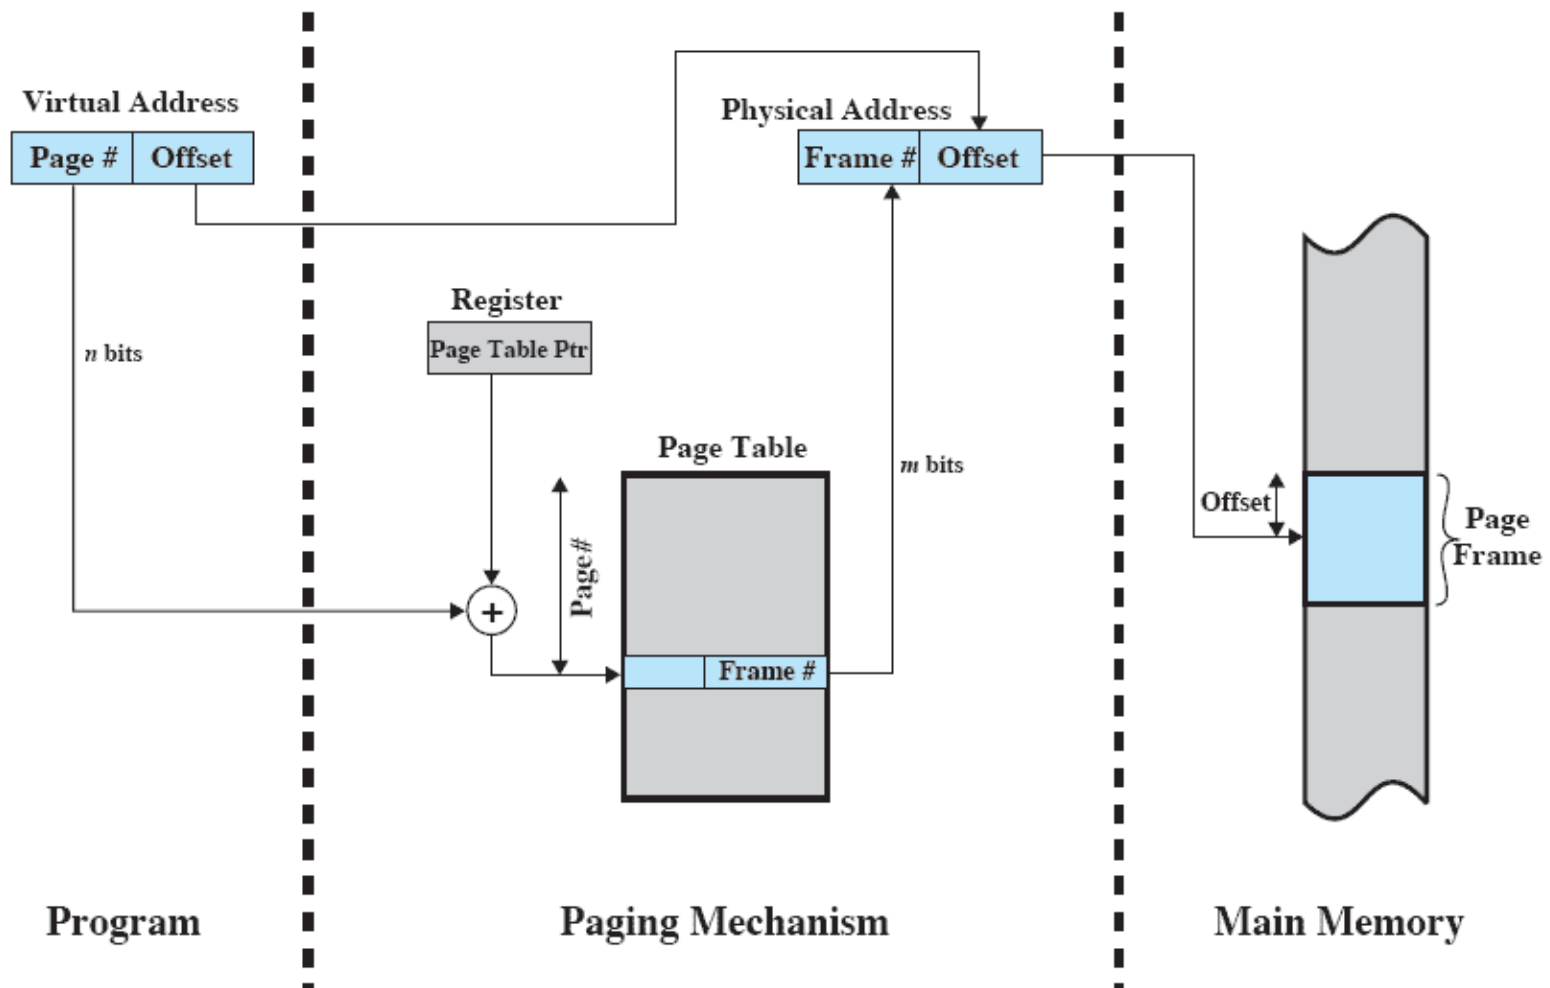 Virtual Address
Page # Offset
Physical Address
Frame # Offset
n bits
Register
Page Table Ptr
Page Table
m bits
Page#
+
Frame #
Offset
Page
Frame
Program
Paging Mechanism
Main Memory